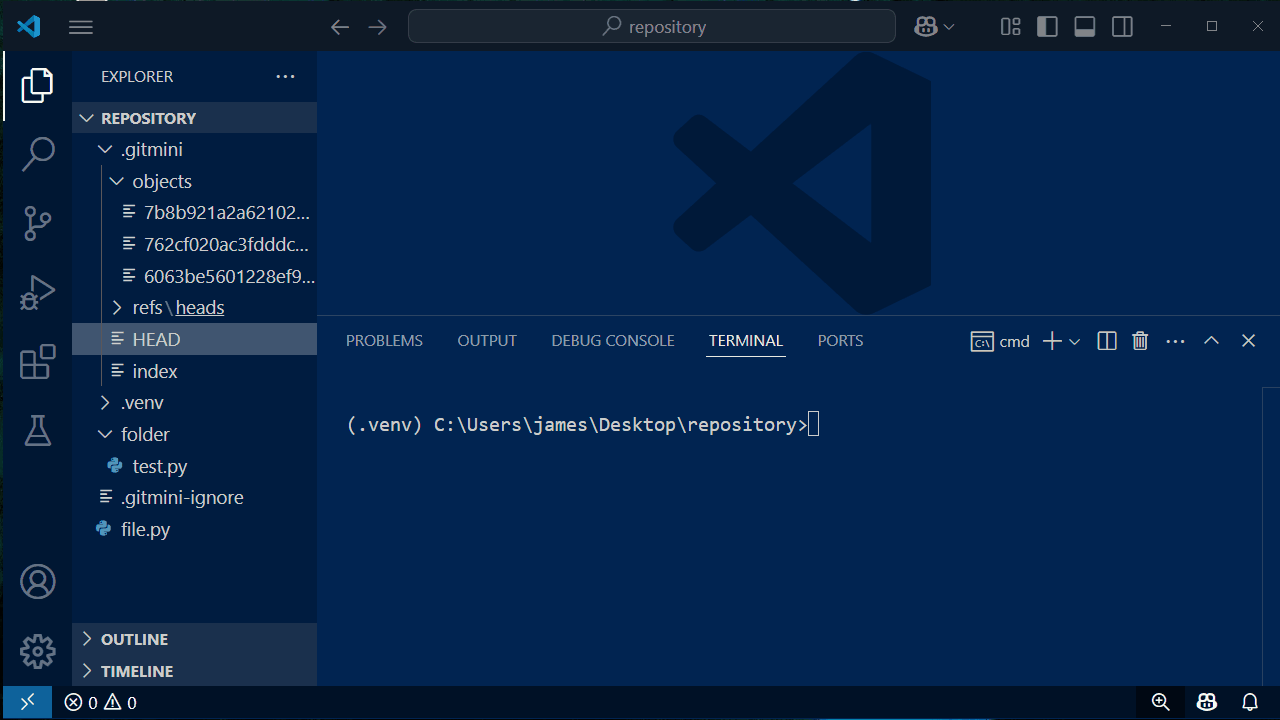 repository
EXPLORER
REPOSITORY
.gitmini
objects
7b8b921a2a62102...
762cf020ac3fdddc...
6063be5601228ef9...
refs\heads
HEAD
index
.venv
folder
test.py
.gitmini-ignore
file.py
OUTLINE
TIMELINE
PROBLEMS OUTPUT DEBUG CONSOLE TERMINAL PORTS cmd
(.venv) C:\Users\james\Desktop\repository>
0 0